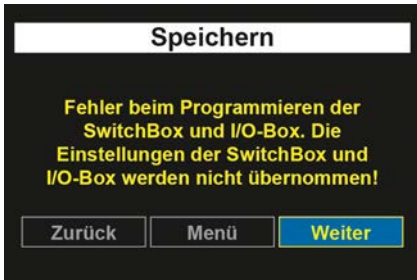 Speichern
Fehler beim Programmieren der
SwitchBox und I/O-Box. Die
Einstellungen der SwitchBox und
I/O-Box werden nicht übernommen!
Zurück Menü Weiter